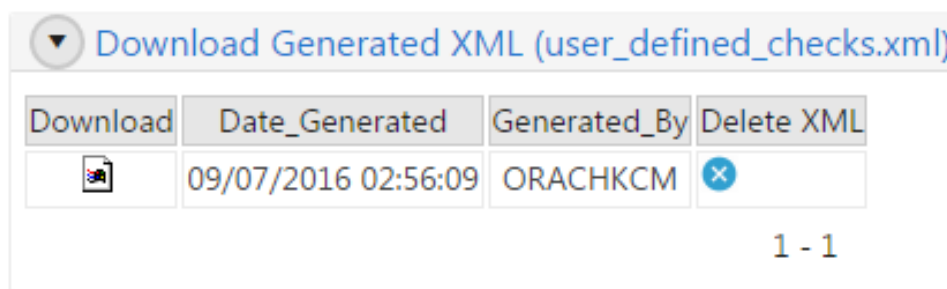 Download Generated XML (user_defined_checks.xml)
Download Date_Generated Generated_By Delete XML
09/07/2016 02:56:09 ORACHKCM
1 - 1